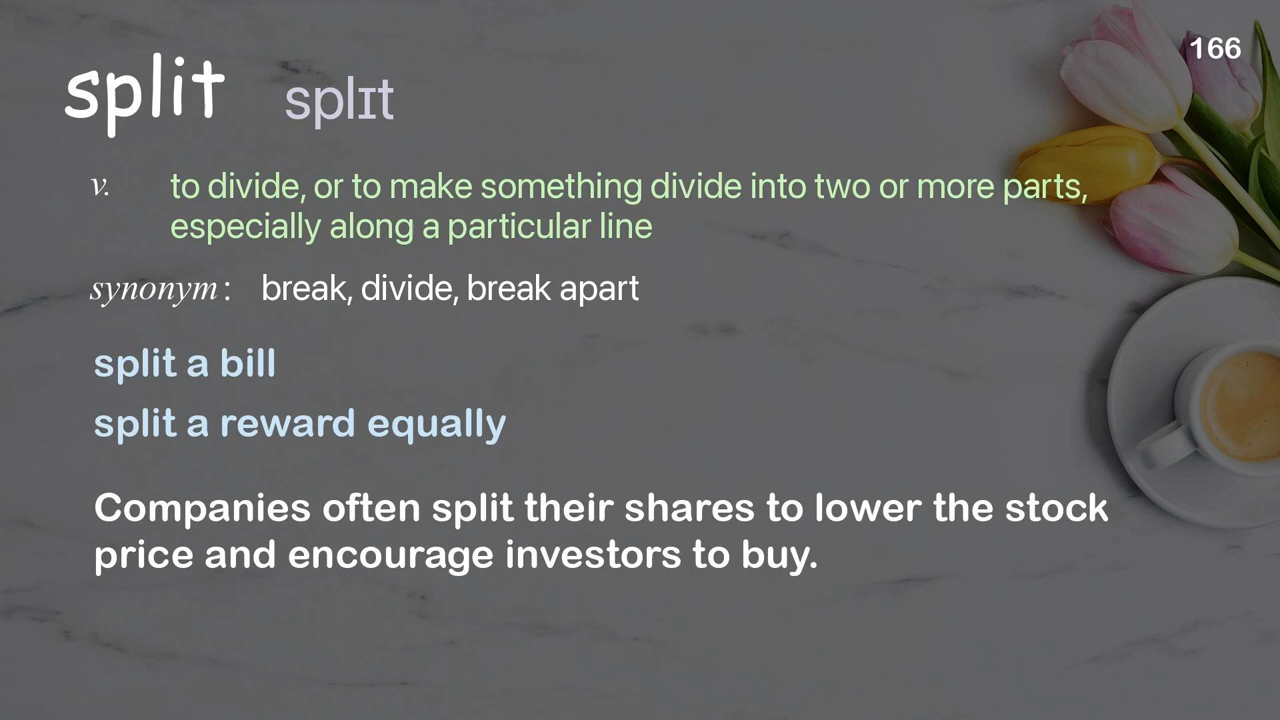 166
split splɪt
v. to divide, or to make something divide into two or more parts,
especially along a particular line
synonym: break, divide, break apart
split a bill
split a reward equally
Companies often split their shares to lower the stock
price and encourage investors to buy.